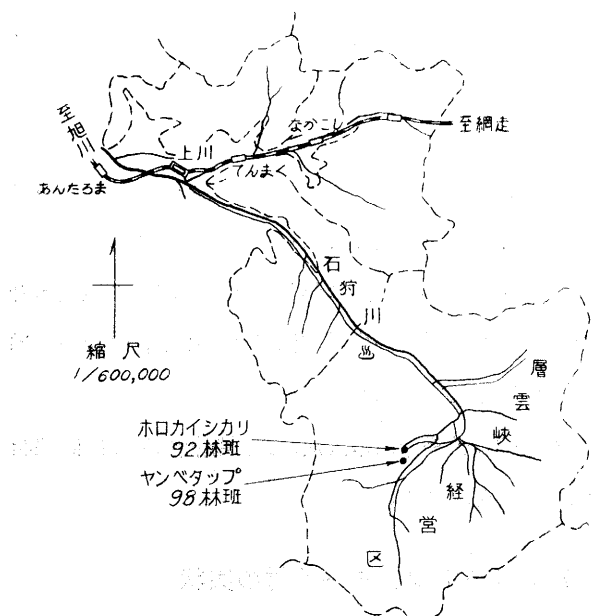 至旭川
あんたろま
上川
てんまく
なかこし
至網走
石狩川
縮尺
1/600,000
ホロカイシカリ
92林班
ヤンベタップ
98林班
層雲峡
経営区